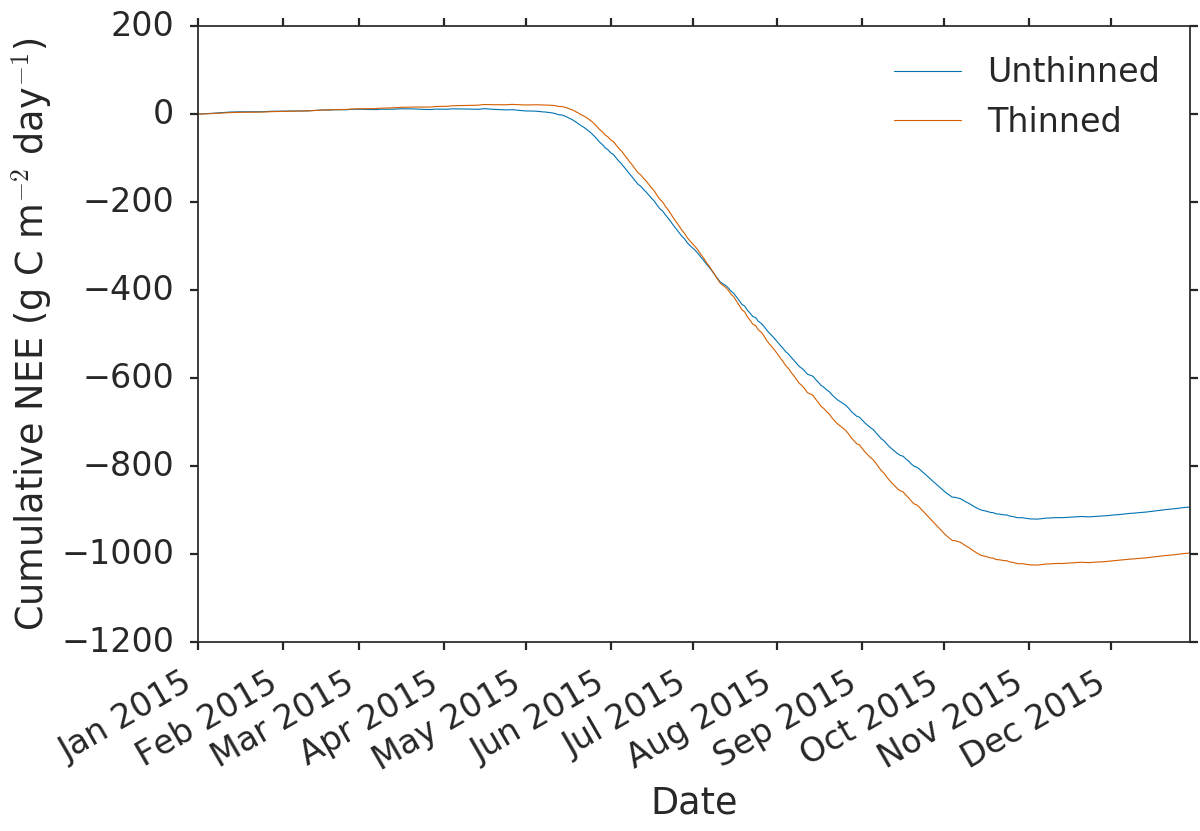 Cumulative NEE (g C m⁻² day⁻¹)
200
0
−200
−400
−600
−800
−1000
−1200
Unthinned
Thinned
Jan 2015
Feb 2015
Mar 2015
Apr 2015
May 2015
Jun 2015
Jul 2015
Aug 2015
Sep 2015
Oct 2015
Nov 2015
Dec 2015
Date